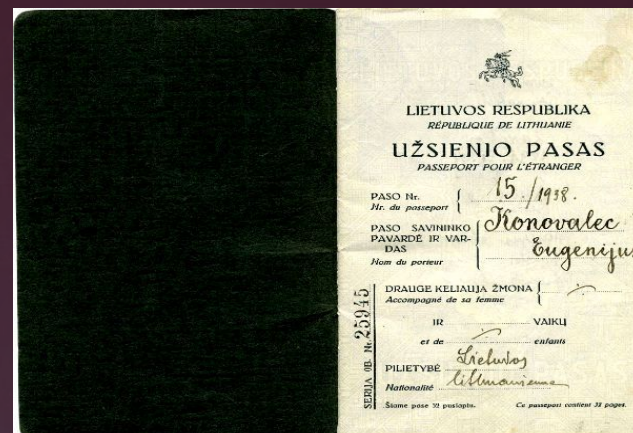 LIETUVOS RESPUBLIKA
RÉPUBLIQUE DE LITHUANIE
UŽSIENIO PASAS
PASSEPORT POUR L'ÉTRANGER
PASO Nr. 15./1938.
Nr. du passeport
PASO SAVININKO Konovalec
PAVARDĖ IR VAR-
DAS Eugenijus
Nom du porteur
DRAUGE KELIAUJA ŽMONA
Accompagné de sa femme
IR VAIKŲ
et de enfants
PILIETYBĖ Lietuvos
Nationalité lithuanienne
Šiame pase 32 puslapis. Ce passeport contient 32 pages.
SERIJA 0B. Nr. 25945